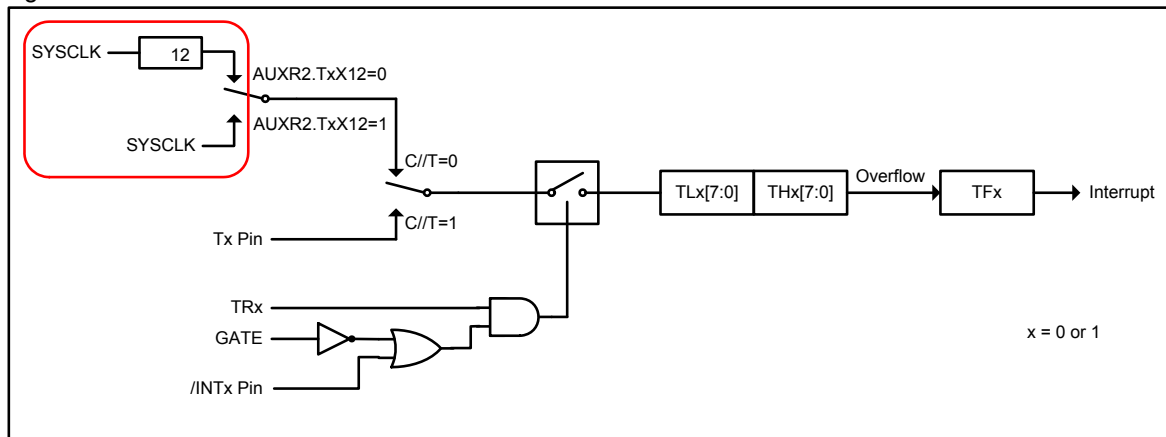 SYSCLK
12
AUXR2.TxX12=0
AUXR2.TxX12=1
SYSCLK
C//T=0
C//T=1
Tx Pin
TLx[7:0]
THx[7:0]
Overflow
TFx
Interrupt
TRx
GATE
/INTx Pin
x = 0 or 1